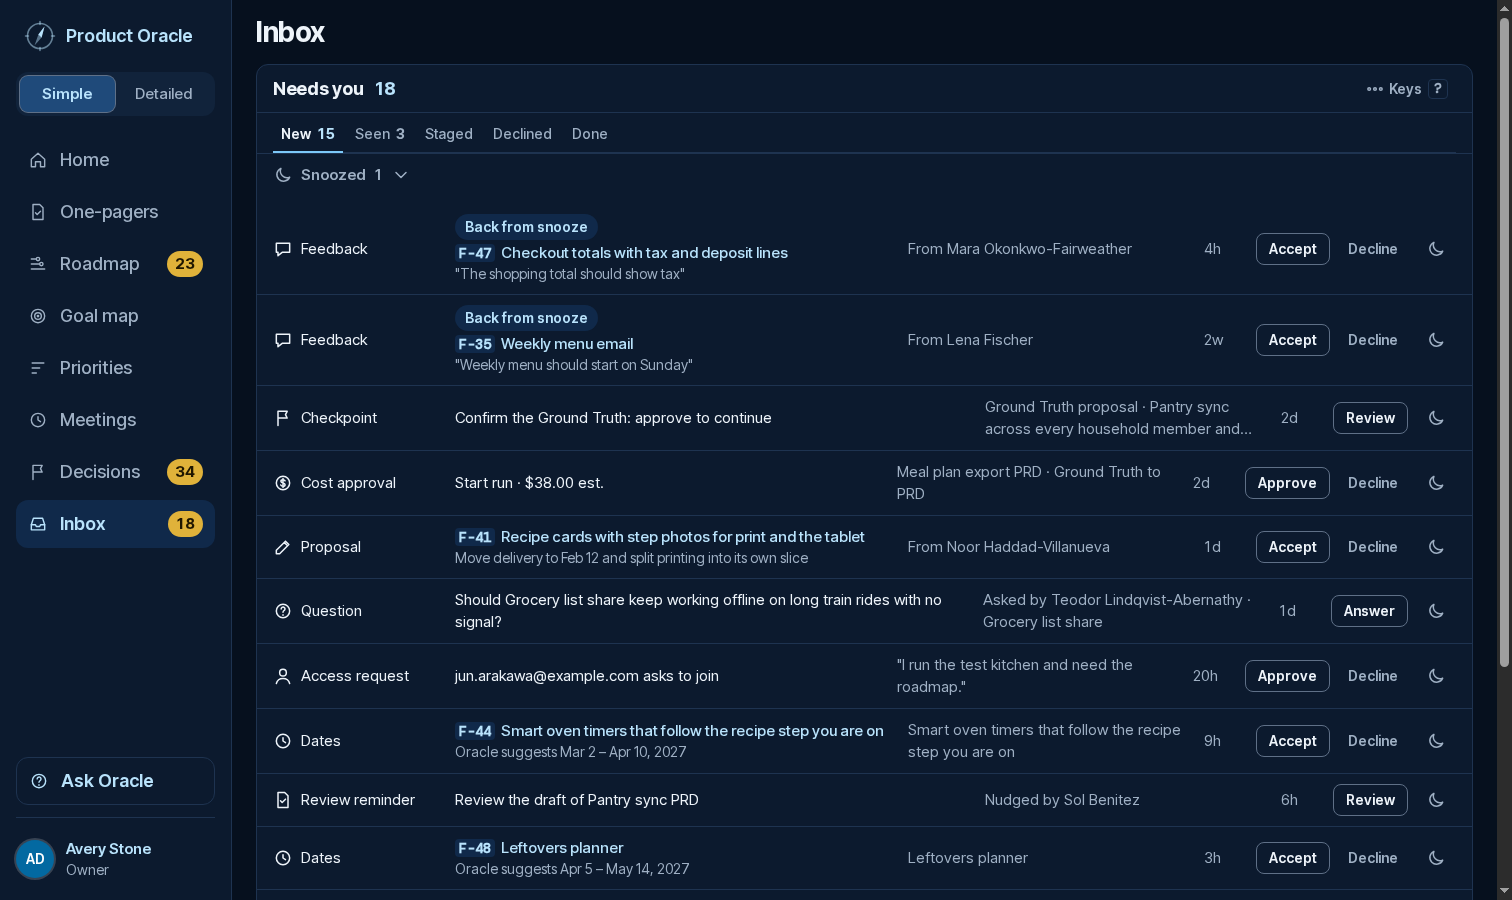 Product Oracle
Simple Detailed
Home
One-pagers
Roadmap 23
Goal map
Priorities
Meetings
Decisions 34
Inbox 18
Ask Oracle
AD Avery Stone
Owner
Inbox
Needs you 18 Keys ?
New 15 Seen 3 Staged Declined Done
Snoozed 1
Back from snooze
Feedback F-47 Checkout totals with tax and deposit lines From Mara Okonkwo-Fairweather 4h Accept Decline
"The shopping total should show tax"
Back from snooze
Feedback F-35 Weekly menu email From Lena Fischer 2w Accept Decline
"Weekly menu should start on Sunday"
Checkpoint Confirm the Ground Truth: approve to continue Ground Truth proposal · Pantry sync 2d Review
across every household member and...
Cost approval Start run · $38.00 est. Meal plan export PRD · Ground Truth to 2d Approve Decline
PRD
Proposal F-41 Recipe cards with step photos for print and the tablet From Noor Haddad-Villanueva 1d Accept Decline
Move delivery to Feb 12 and split printing into its own slice
Question Should Grocery list share keep working offline on long train rides with no Asked by Teodor Lindqvist-Abernathy · 1d Answer
signal? Grocery list share
Access request jun.arakawa@example.com asks to join "I run the test kitchen and need the 20h Approve Decline
roadmap."
Dates F-44 Smart oven timers that follow the recipe step you are on Smart oven timers that follow the recipe 9h Accept Decline
Oracle suggests Mar 2 – Apr 10, 2027 step you are on
Review reminder Review the draft of Pantry sync PRD Nudged by Sol Benitez 6h Review
Dates F-48 Leftovers planner Leftovers planner 3h Accept Decline
Oracle suggests Apr 5 – May 14, 2027